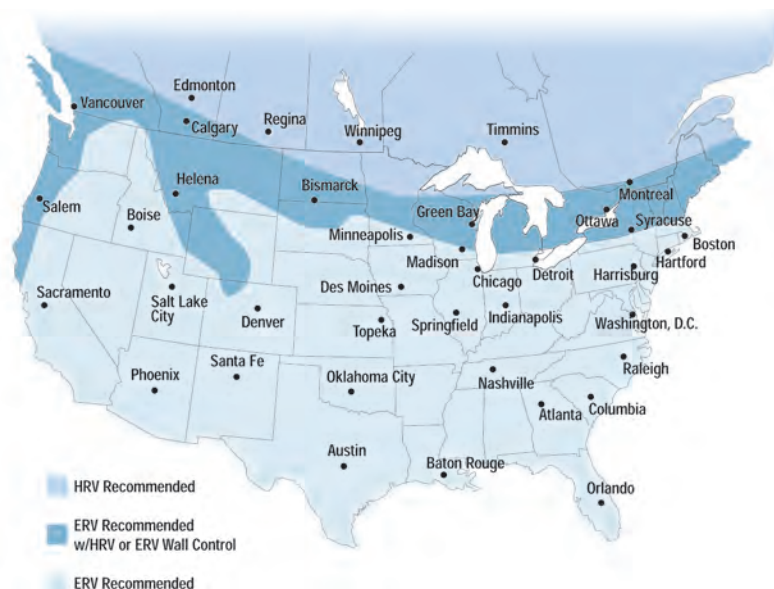 Edmonton
Vancouver
Calgary
Regina
Winnipeg
Timmins
Helena
Bismarck
Montreal
Salem
Green Bay
Ottawa
Syracuse
Boise
Minneapolis
Boston
Madison
Hartford
Chicago
Detroit
Harrisburg
Sacramento
Salt Lake
City
Des Moines
Denver
Topeka
Springfield
Indianapolis
Washington, D.C.
Santa Fe
Phoenix
Oklahoma City
Nashville
Raleigh
Atlanta
Columbia
Austin
Baton Rouge
Orlando
HRV Recommended
ERV Recommended
w/HRV or ERV Wall Control
ERV Recommended